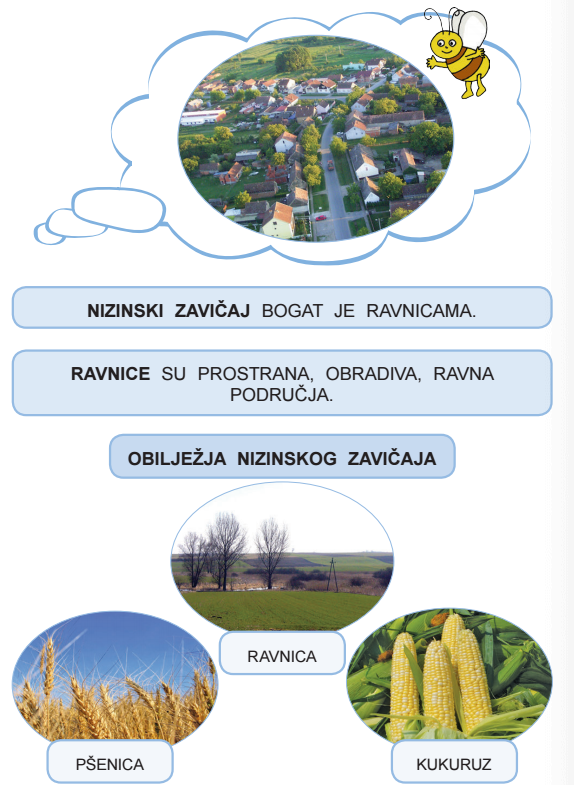 NIZINSKI ZAVIČAJ BOGAT JE RAVNICAMA.
RAVNICE SU PROSTRANA, OBRADIVA, RAVNA
PODRUČJA.
OBILJEŽJA NIZINSKOG ZAVIČAJA
RAVNICA
PŠENICA
KUKURUZ